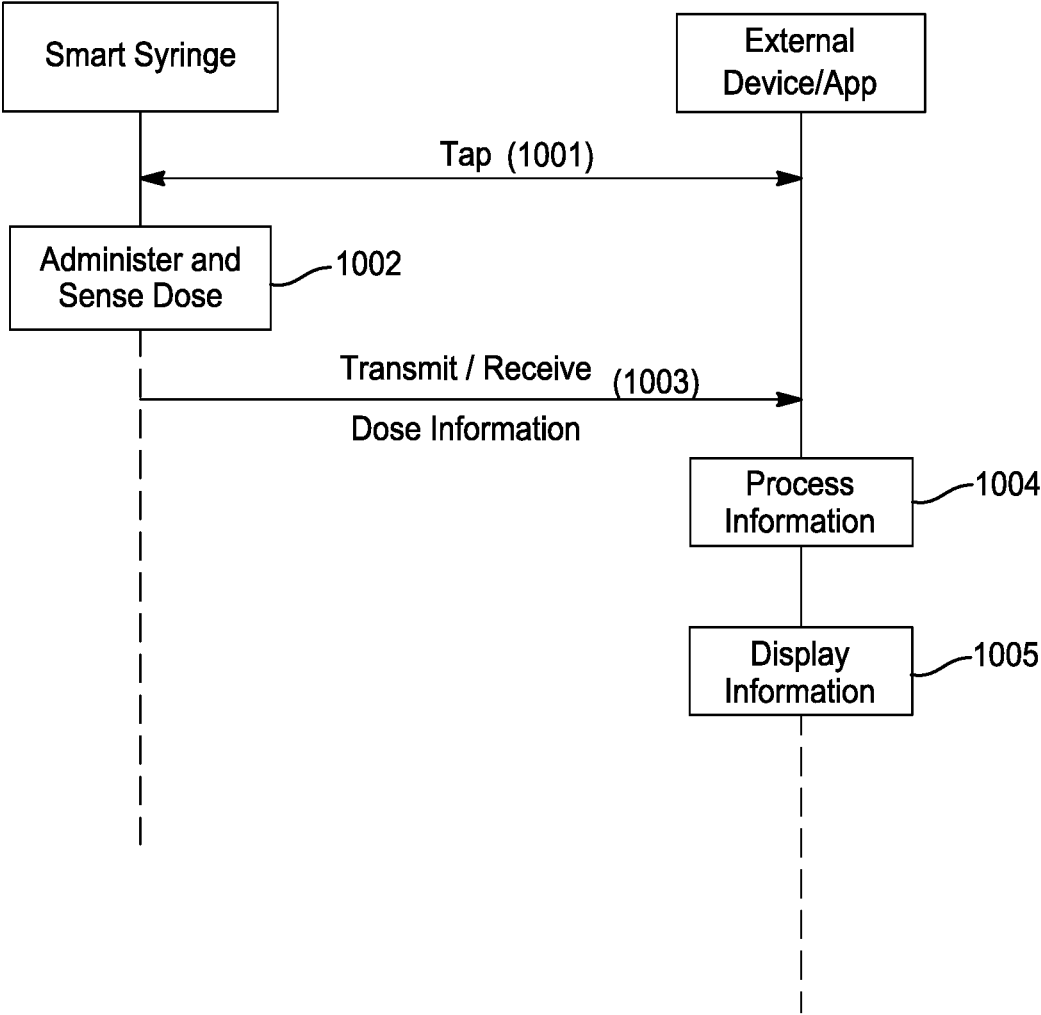 Smart Syringe
External
Device/App
Tap (1001)
Administer and
Sense Dose
1002
Transmit / Receive (1003)
Dose Information
Process
Information
1004
Display
Information
1005